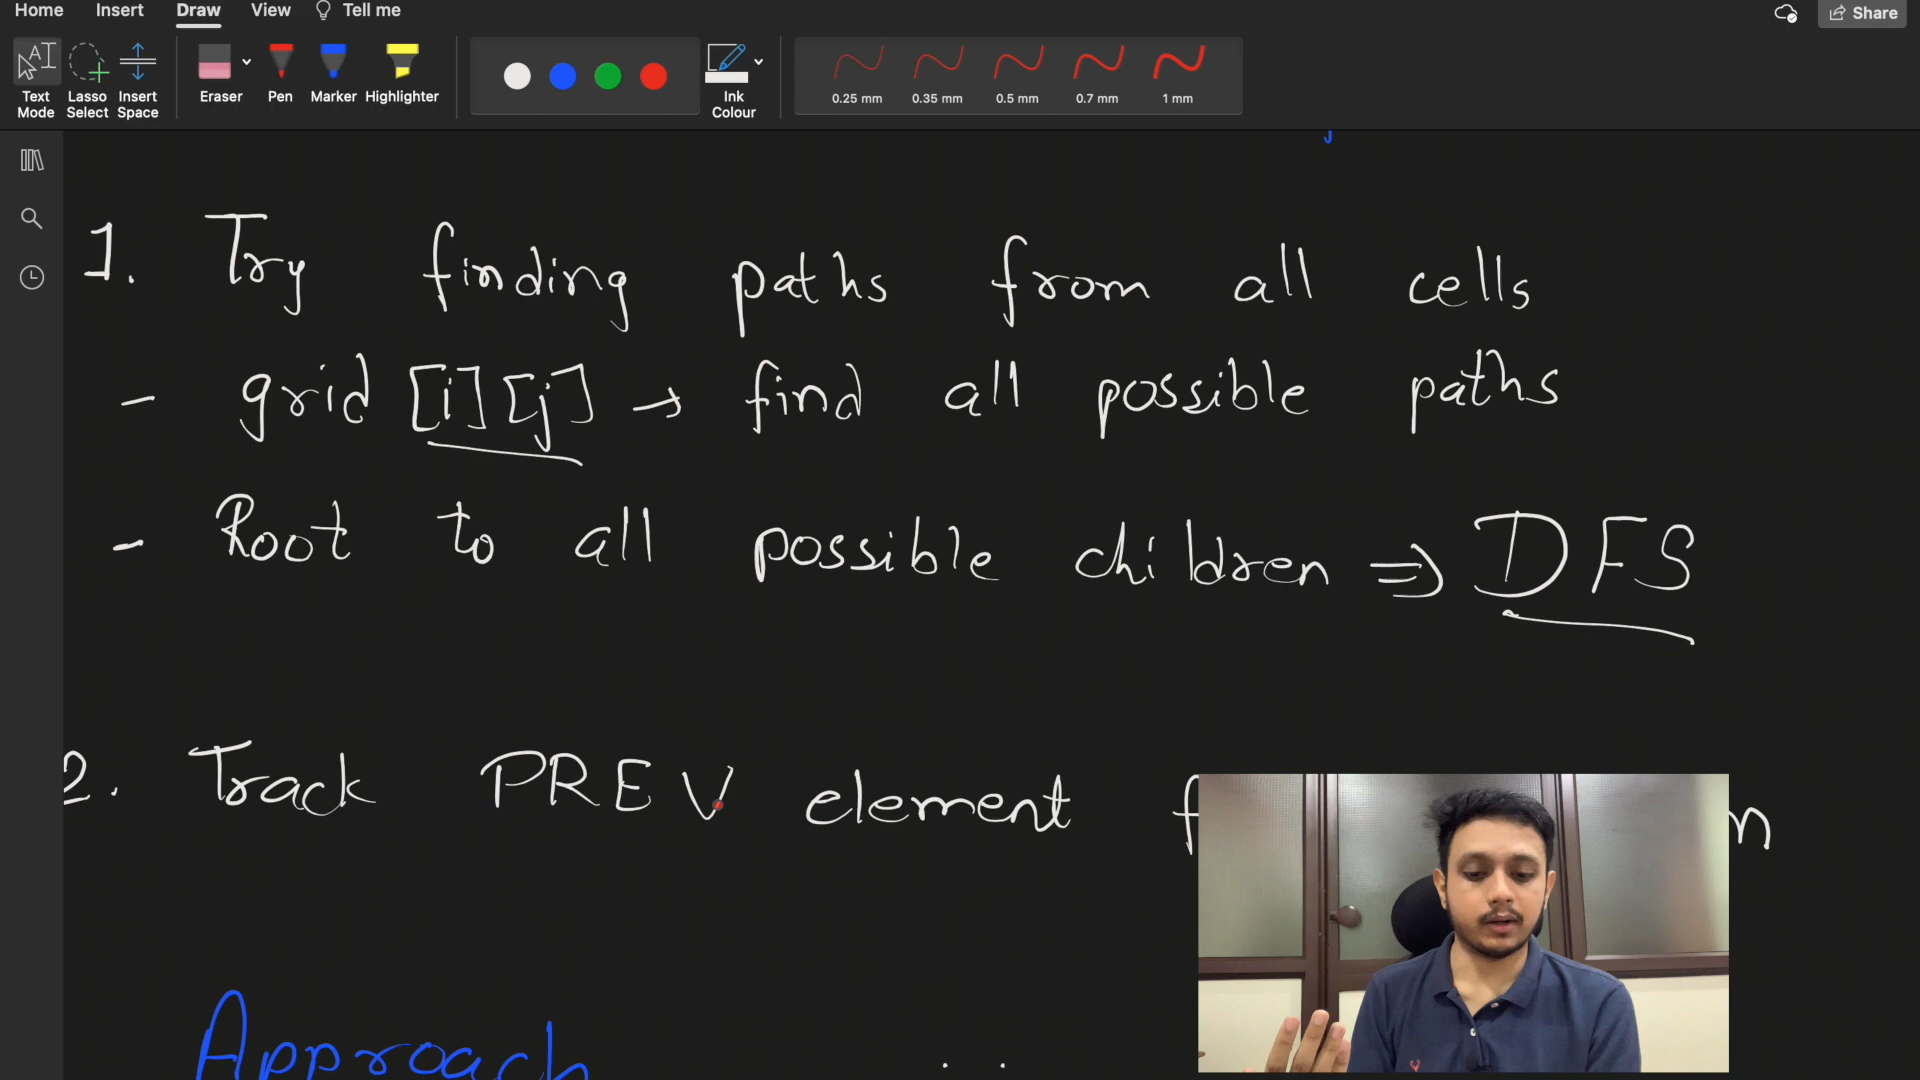 Home Insert Draw View Tell me Share
Text Mode Lasso Select Insert Space Eraser Pen Marker Highlighter Ink Colour 0.25 mm 0.35 mm 0.5 mm 0.7 mm 1 mm
1. Try finding paths from all cells
- grid [i][j] → find all possible paths
- Root to all possible children ⇒ DFS
2. Track PREV element
Approach